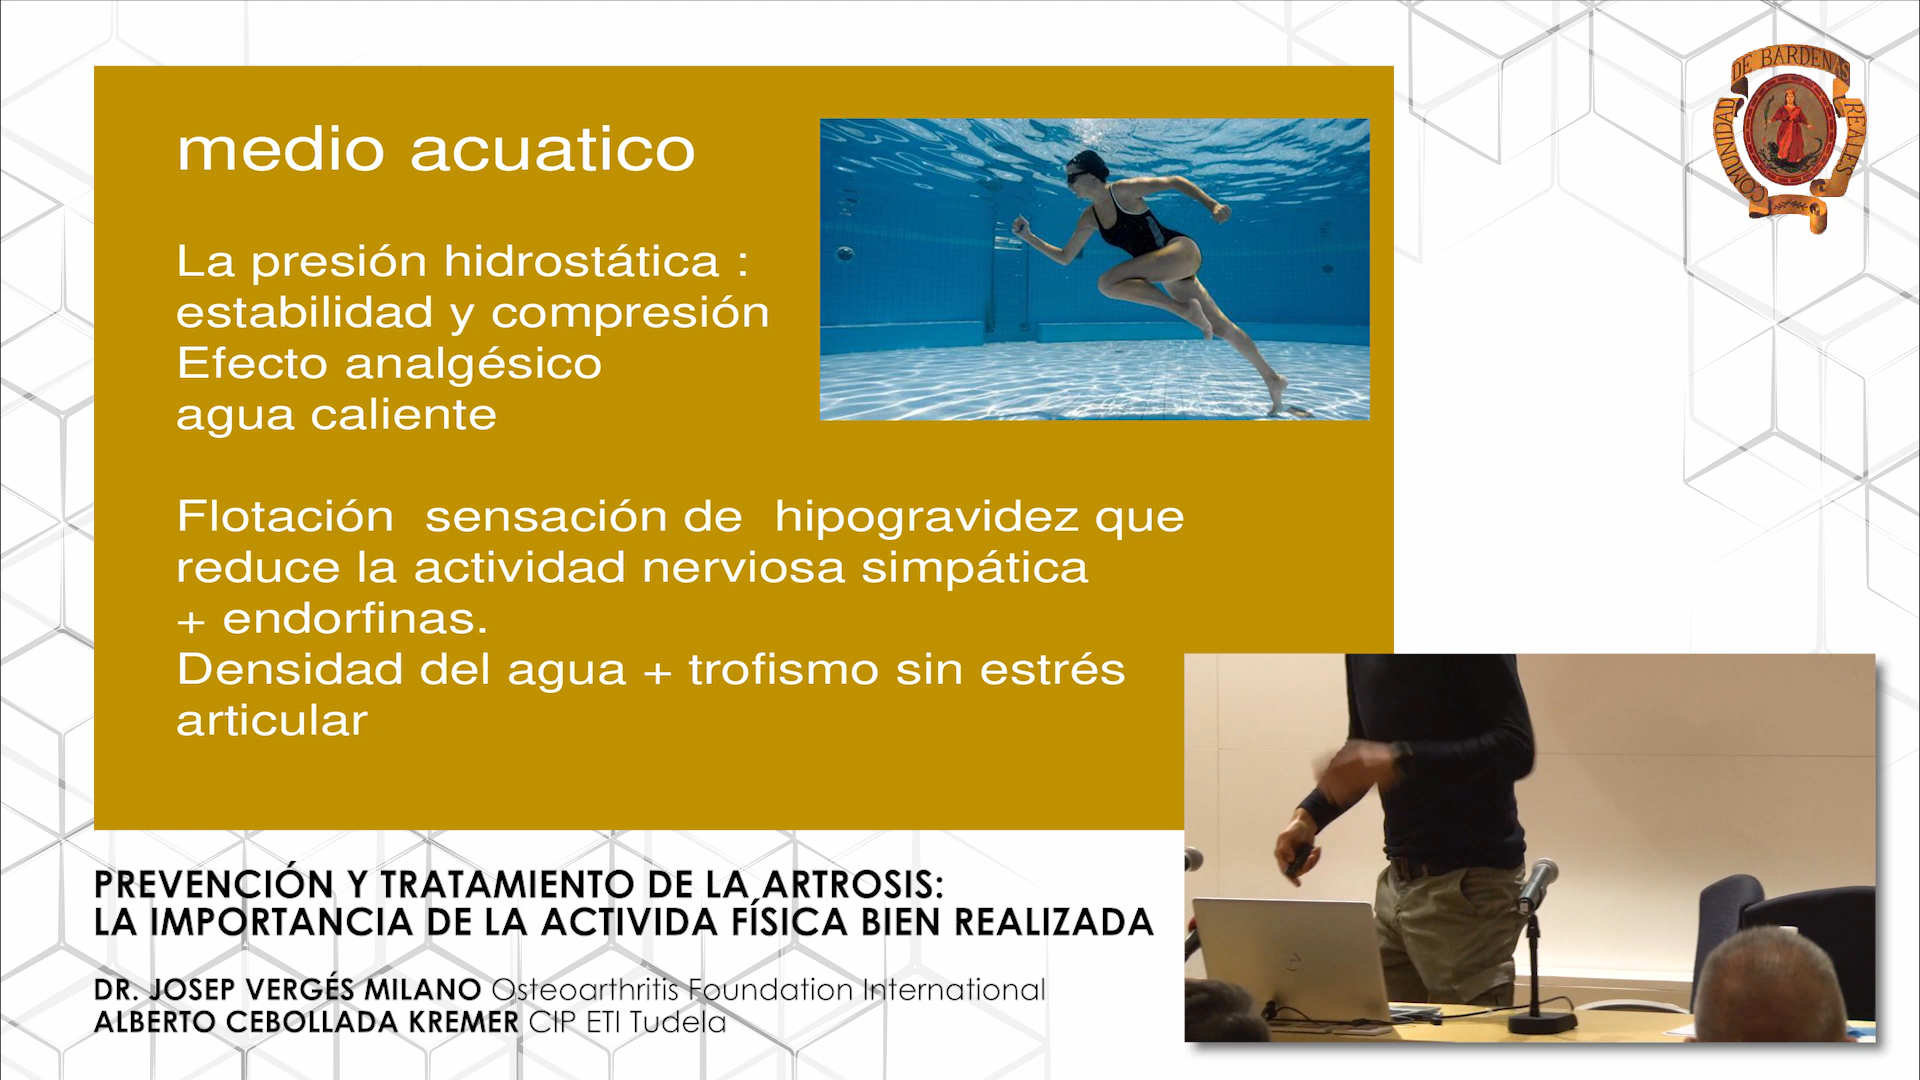 medio acuatico
La presión hidrostática :
estabilidad y compresión
Efecto analgésico
agua caliente
Flotación  sensación de  hipogravidez que
reduce la actividad nerviosa simpática
+ endorfinas.
Densidad del agua + trofismo sin estrés
articular
COMUNIDAD DE BARDENAS REALES
PREVENCIÓN Y TRATAMIENTO DE LA ARTROSIS:
LA IMPORTANCIA DE LA ACTIVIDA FÍSICA BIEN REALIZADA
DR. JOSEP VERGÉS MILANO Osteoarthritis Foundation International
ALBERTO CEBOLLADA KREMER CIP ETI Tudela